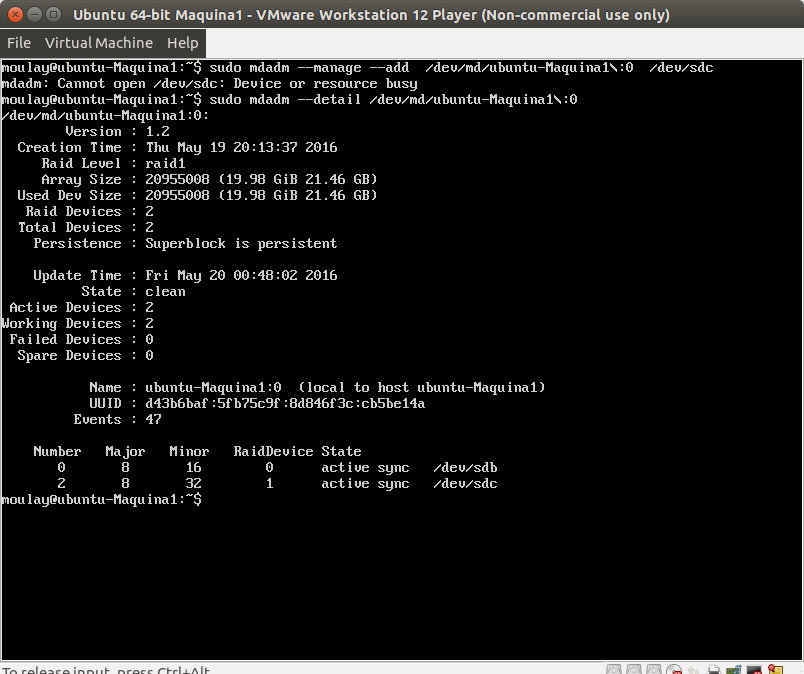 Ubuntu 64-bit Maquina1 - VMware Workstation 12 Player (Non-commercial use only)
File Virtual Machine Help
moulay@ubuntu-Maquina1:~$ sudo mdadm --manage --add  /dev/md/ubuntu-Maquina1\:0  /dev/sdc
mdadm: Cannot open /dev/sdc: Device or resource busy
moulay@ubuntu-Maquina1:~$ sudo mdadm --detail /dev/md/ubuntu-Maquina1\:0
/dev/md/ubuntu-Maquina1:0:
        Version : 1.2
  Creation Time : Thu May 19 20:13:37 2016
     Raid Level : raid1
     Array Size : 20955008 (19.98 GiB 21.46 GB)
  Used Dev Size : 20955008 (19.98 GiB 21.46 GB)
   Raid Devices : 2
  Total Devices : 2
    Persistence : Superblock is persistent
    Update Time : Fri May 20 00:48:02 2016
          State : clean
 Active Devices : 2
Working Devices : 2
 Failed Devices : 0
  Spare Devices : 0
           Name : ubuntu-Maquina1:0  (local to host ubuntu-Maquina1)
           UUID : d43b6baf:5fb75c9f:8d846f3c:cb5be14a
         Events : 47
    Number   Major   Minor   RaidDevice State
       0       8       16        0      active sync   /dev/sdb
       2       8       32        1      active sync   /dev/sdc
moulay@ubuntu-Maquina1:~$
To release input, press Ctrl+Alt